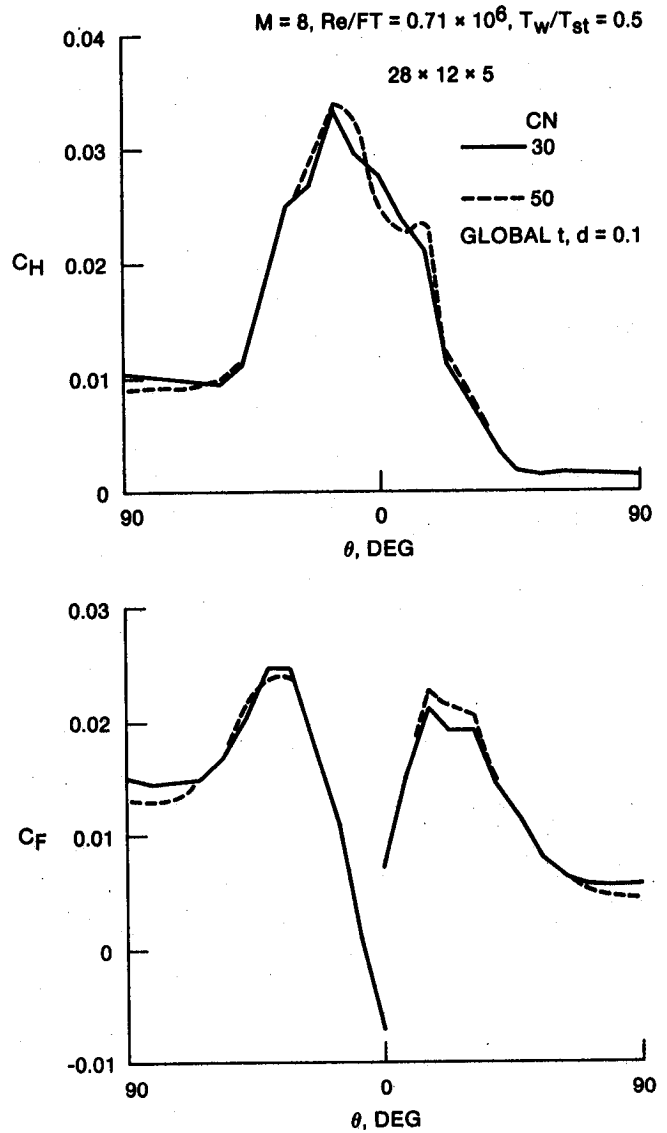 M = 8, Re/FT = 0.71 × 10⁶, T_w/T_st = 0.5
28 × 12 × 5
CN
30
50
GLOBAL t, d = 0.1
C_H
0.04
0.03
0.02
0.01
0
90
0
90
θ, DEG
C_F
0.03
0.02
0.01
0
-0.01
90
0
90
θ, DEG